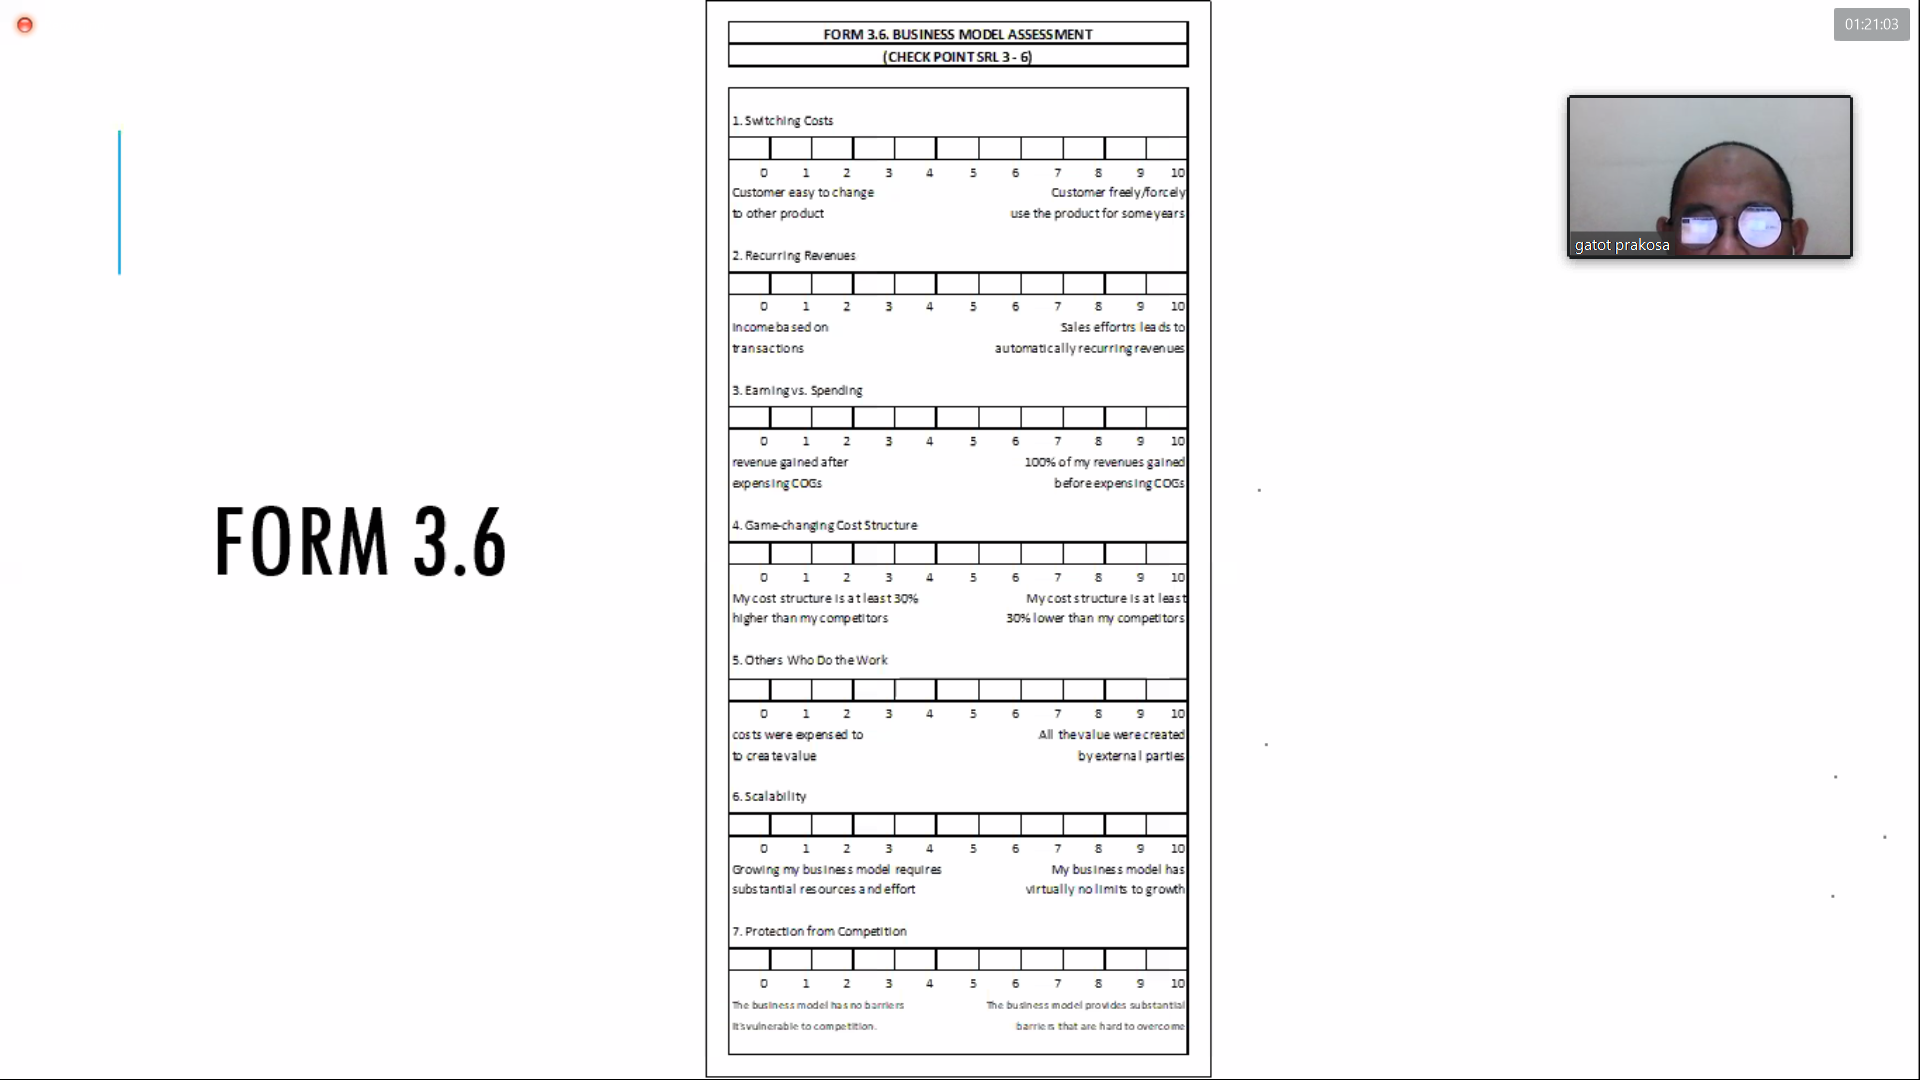 01:21:03
FORM 3.6. BUSINESS MODEL ASSESSMENT
(CHECK POINT SRL 3 - 6)
gatot prakosa
FORM 3.6
1. Switching Costs
0 1 2 3 4 5 6 7 8 9 10
Customer easy to change Customer freely/forcely
to other product use the product for some years
2. Recurring Revenues
0 1 2 3 4 5 6 7 8 9 10
Income based on Sales effortrs leads to
transactions automatically recurring revenues
3. Earning vs. Spending
0 1 2 3 4 5 6 7 8 9 10
revenue gained after 100% of my revenues gained
expensing COGs before expensing COGs
4. Game-changing Cost Structure
0 1 2 3 4 5 6 7 8 9 10
My cost structure is at least 30% My cost structure is at least
higher than my competitors 30% lower than my competitors
5. Others Who Do the Work
0 1 2 3 4 5 6 7 8 9 10
costs were expensed to All the value were created
to create value by external parties
6. Scalability
0 1 2 3 4 5 6 7 8 9 10
Growing my business model requires My business model has
substantial resources and effort virtually no limits to growth
7. Protection from Competition
0 1 2 3 4 5 6 7 8 9 10
The business model has no barriers The business model provides substantial
It's vulnerable to competition. barriers that are hard to overcome